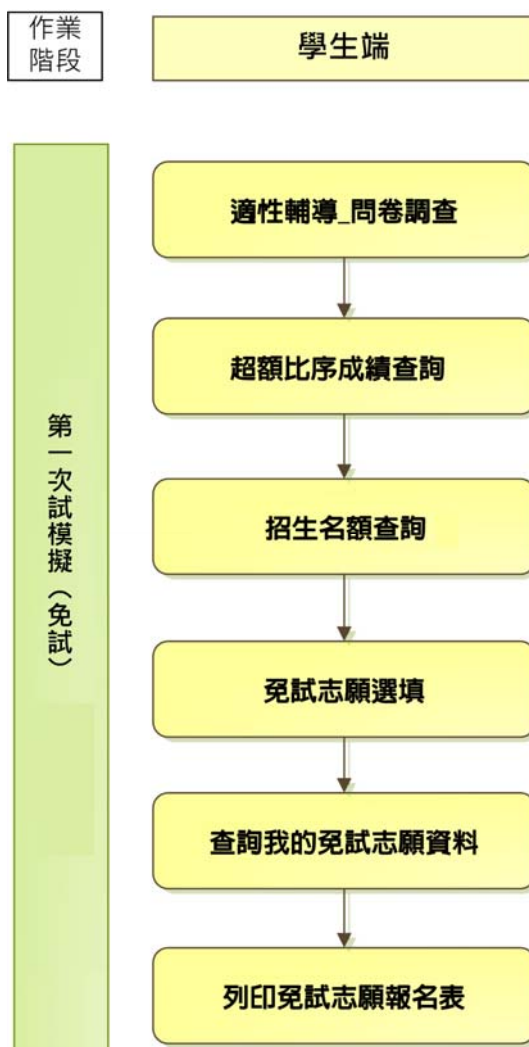 作業
階段
學生端
適性輔導_問卷調查
超額比序成績查詢
第一次試模擬（免試）
招生名額查詢
免試志願選填
查詢我的免試志願資料
列印免試志願報名表